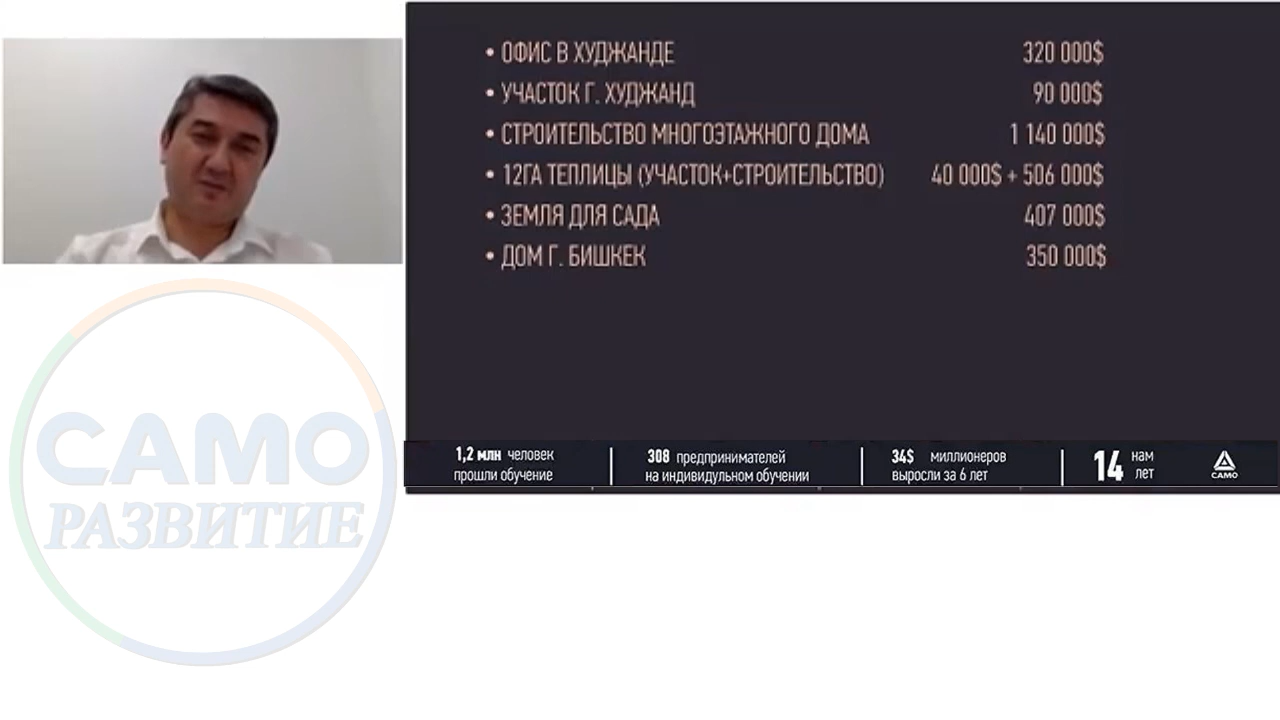 • ОФИС В ХУДЖАНДЕ 320 000$
• УЧАСТОК Г. ХУДЖАНД 90 000$
• СТРОИТЕЛЬСТВО МНОГОЭТАЖНОГО ДОМА 1 140 000$
• 12ГА ТЕПЛИЦЫ (УЧАСТОК+СТРОИТЕЛЬСТВО) 40 000$ + 506 000$
• ЗЕМЛЯ ДЛЯ САДА 407 000$
• ДОМ Г. БИШКЕК 350 000$
САМО
РАЗВИТИЕ
1,2 млн человек
прошли обучение
308 предпринимателей
на индивидульном обучении
34$ миллионеров
выросли за 6 лет
14 нам
лет
САМО